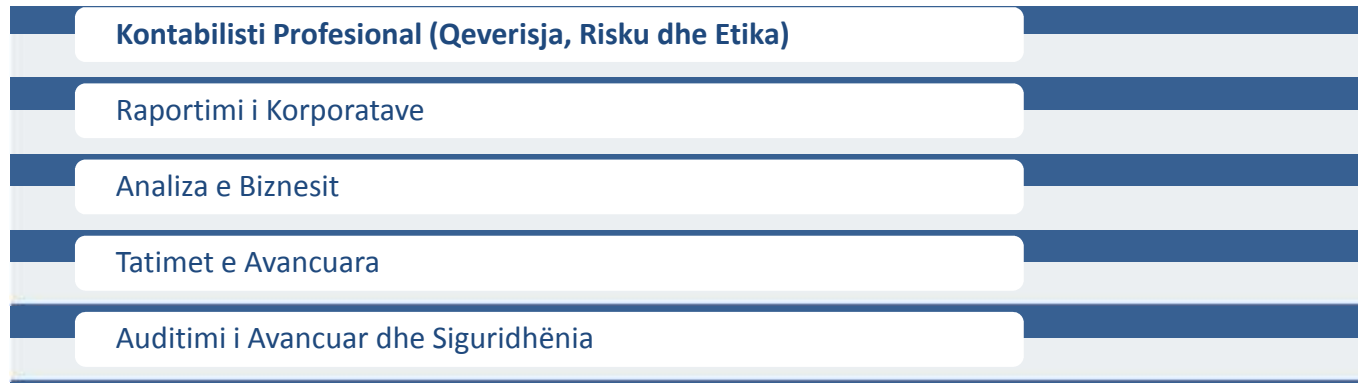 Kontabilisti Profesional (Qeverisja, Risku dhe Etika)
Raportimi i Korporatave
Analiza e Biznesit
Tatimet e Avancuara
Auditimi i Avancuar dhe Siguridhënia